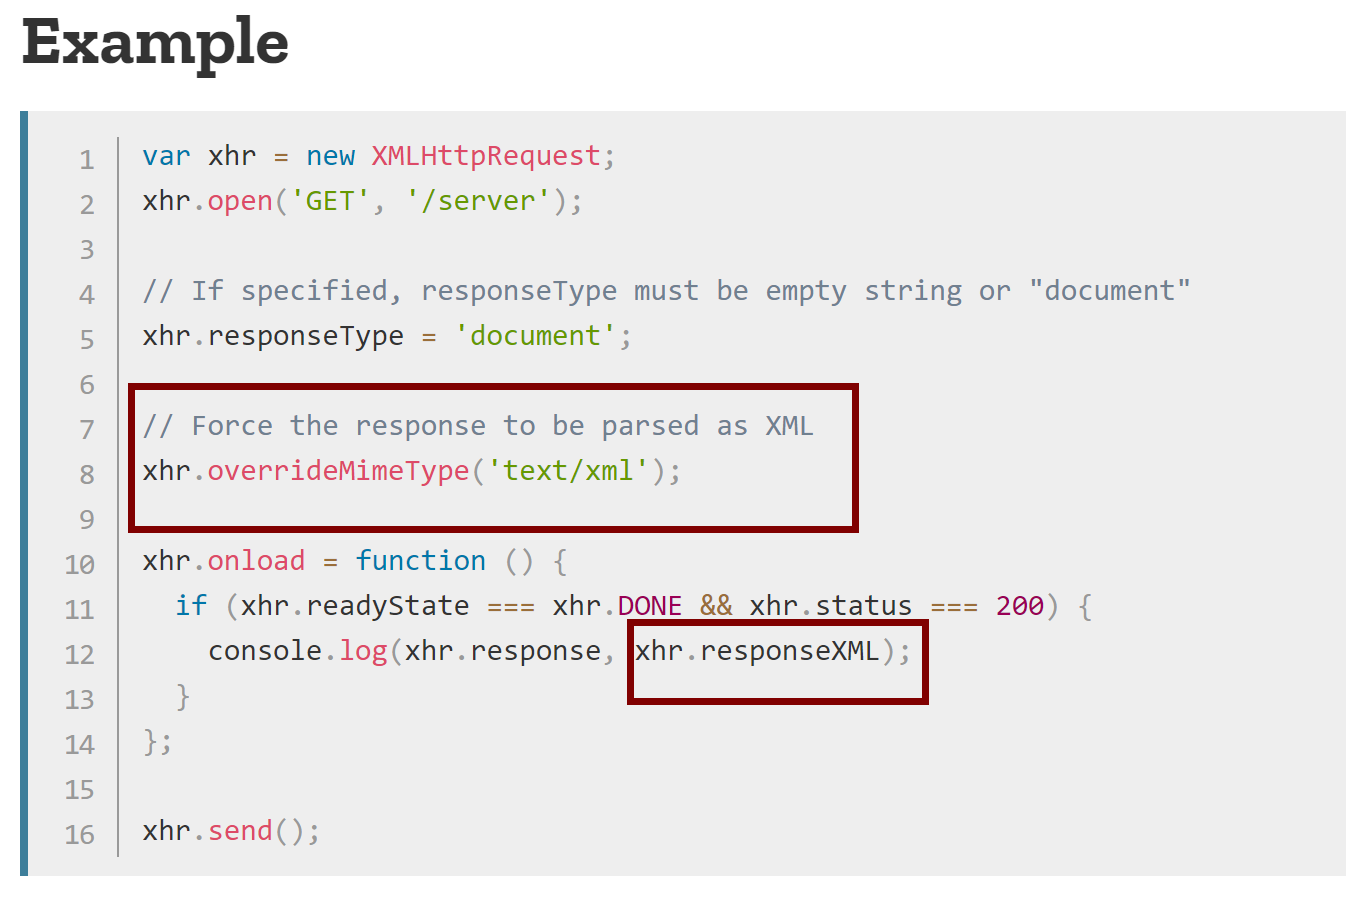 Example
1 var xhr = new XMLHttpRequest;
2 xhr.open('GET', '/server');
3
4 // If specified, responseType must be empty string or "document"
5 xhr.responseType = 'document';
6
7 // Force the response to be parsed as XML
8 xhr.overrideMimeType('text/xml');
9
10 xhr.onload = function () {
11   if (xhr.readyState === xhr.DONE && xhr.status === 200) {
12     console.log(xhr.response, xhr.responseXML);
13   }
14 };
15
16 xhr.send();